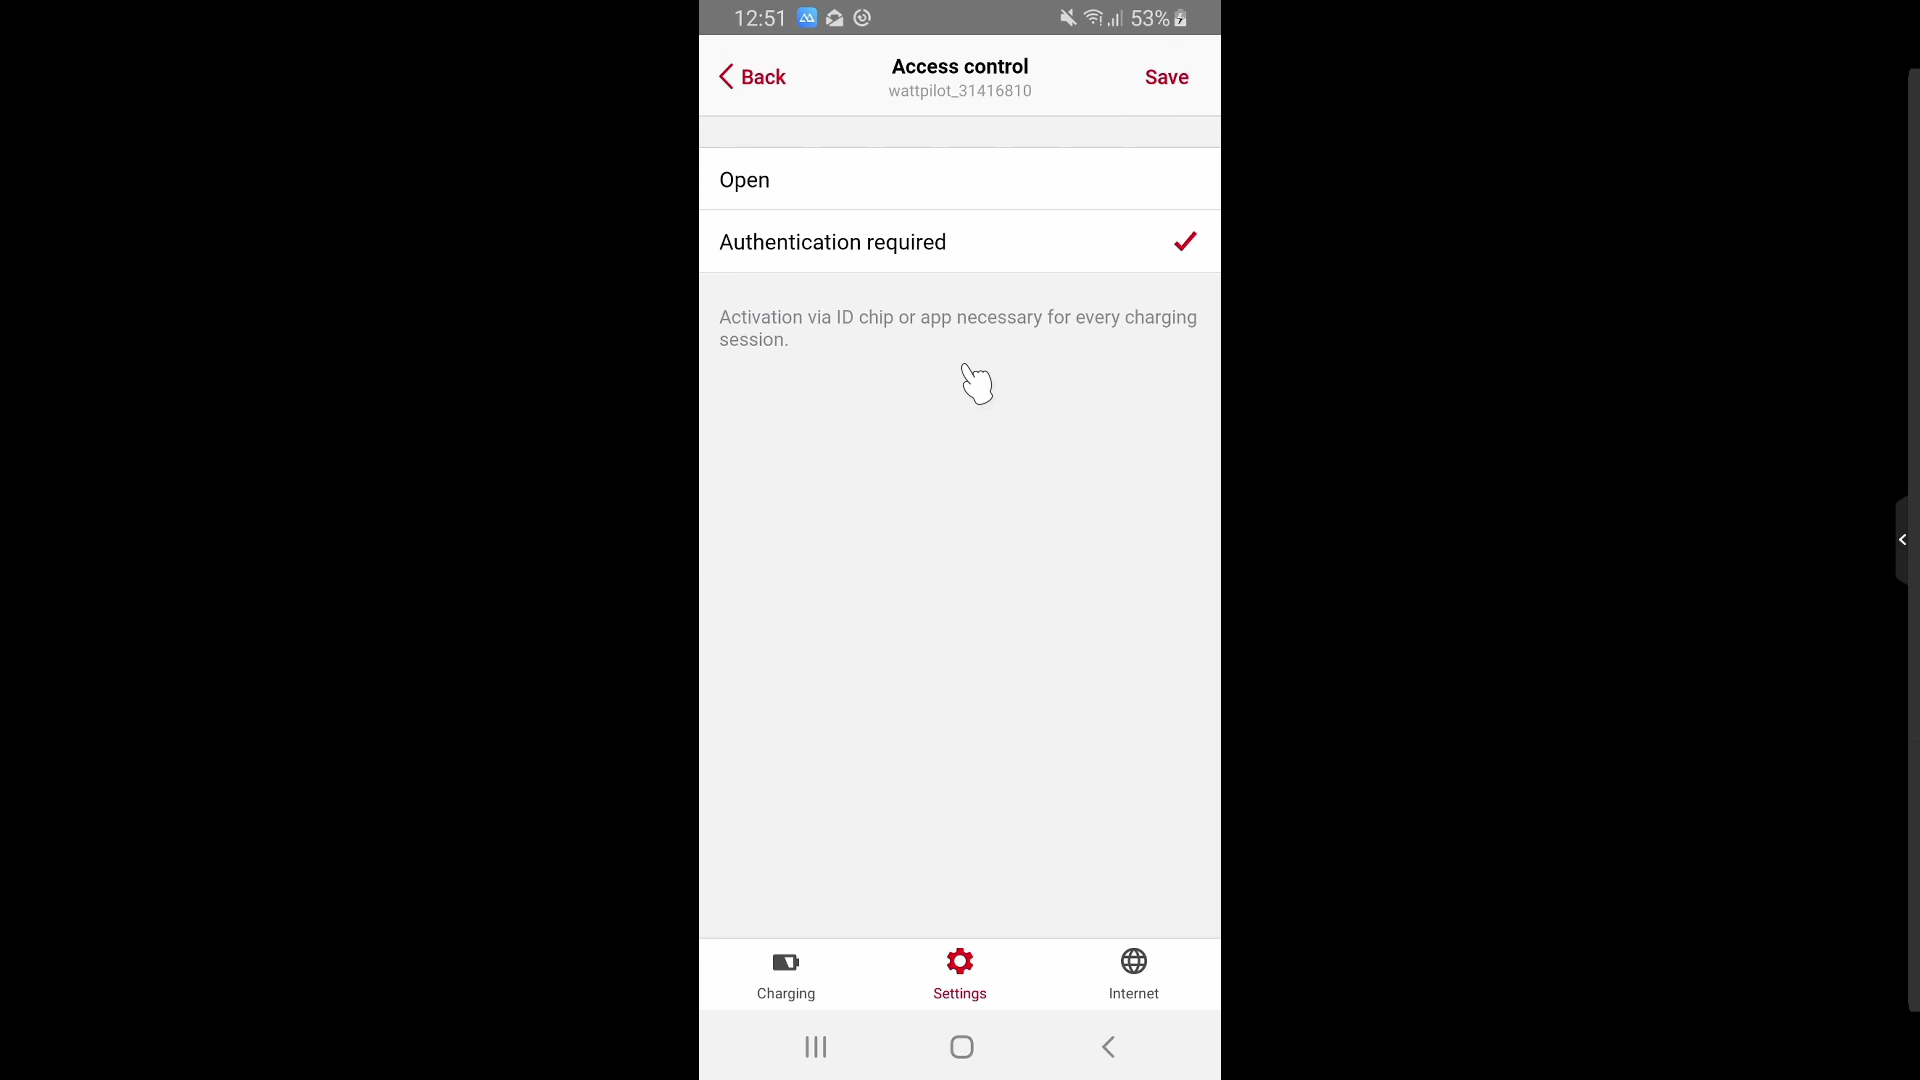 12:51
53%
Back
Access control
Save
wattpilot_31416810
Open
Authentication required
Activation via ID chip or app necessary for every charging
session.
Charging
Settings
Internet